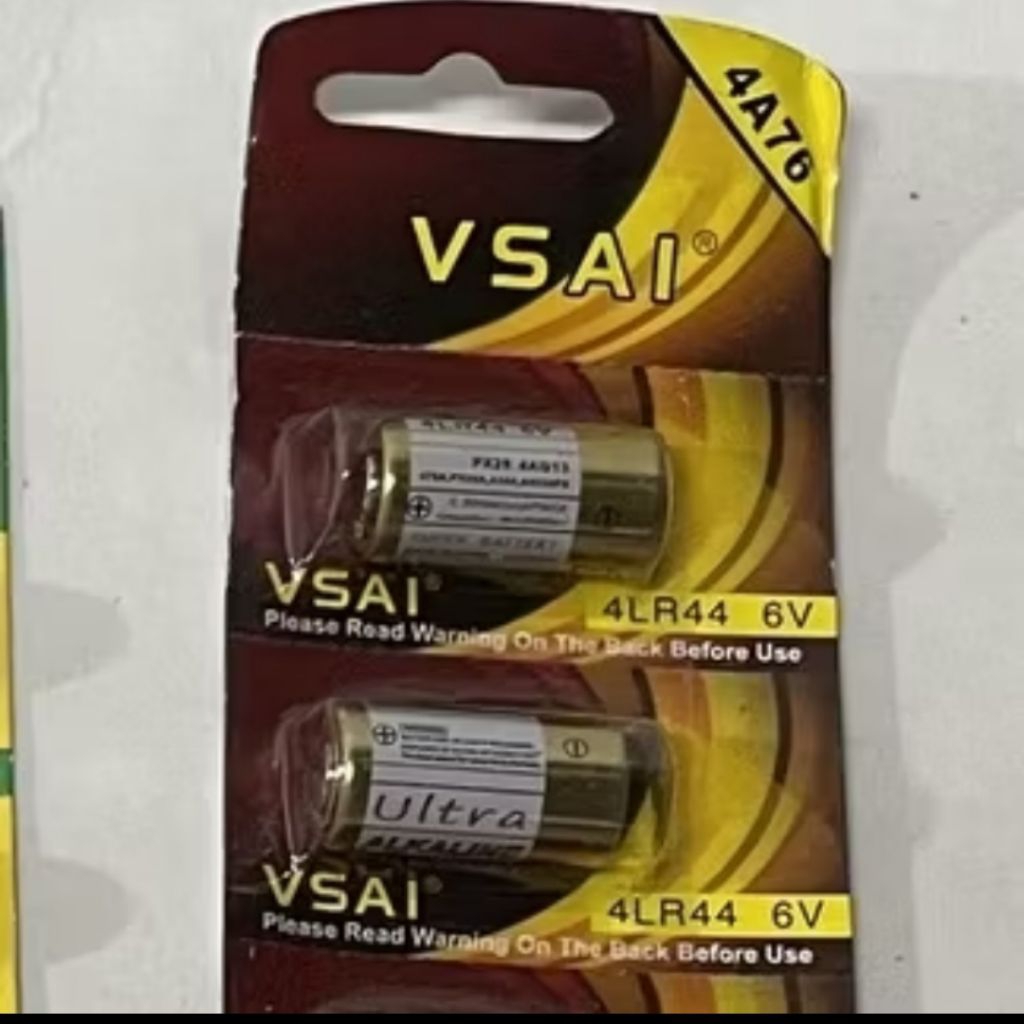 4A76
VSAI®
4LR44 6V
PX28 4AG13
SUPER BATTERY
VSAI®
4LR44 6V
Please Read Warning On The Back Before Use
Ultra
ALKALINE
VSAI®
4LR44 6V
Please Read Warning On The Back Before Use